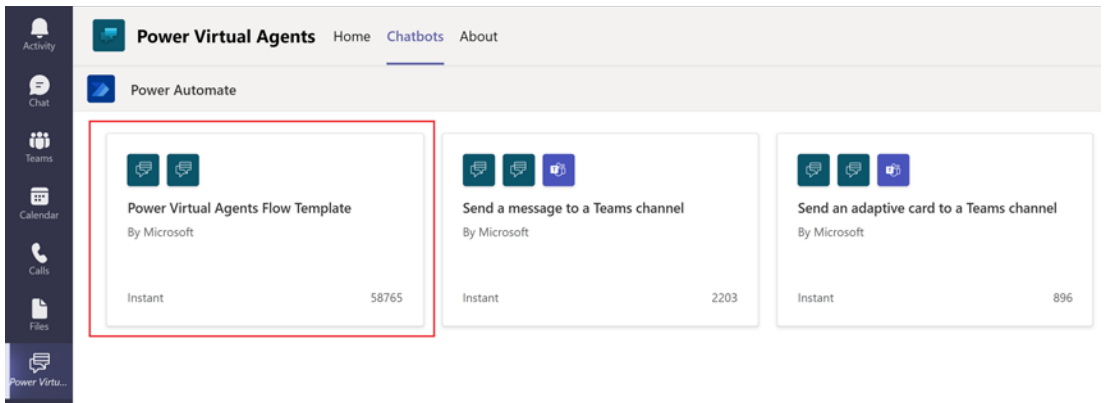 Activity
Chat
Teams
Calendar
Calls
Files
Power Virtu...
Power Virtual Agents Home Chatbots About
Power Automate
Power Virtual Agents Flow Template
By Microsoft
Instant 58765
Send a message to a Teams channel
By Microsoft
Instant 2203
Send an adaptive card to a Teams channel
By Microsoft
Instant 896